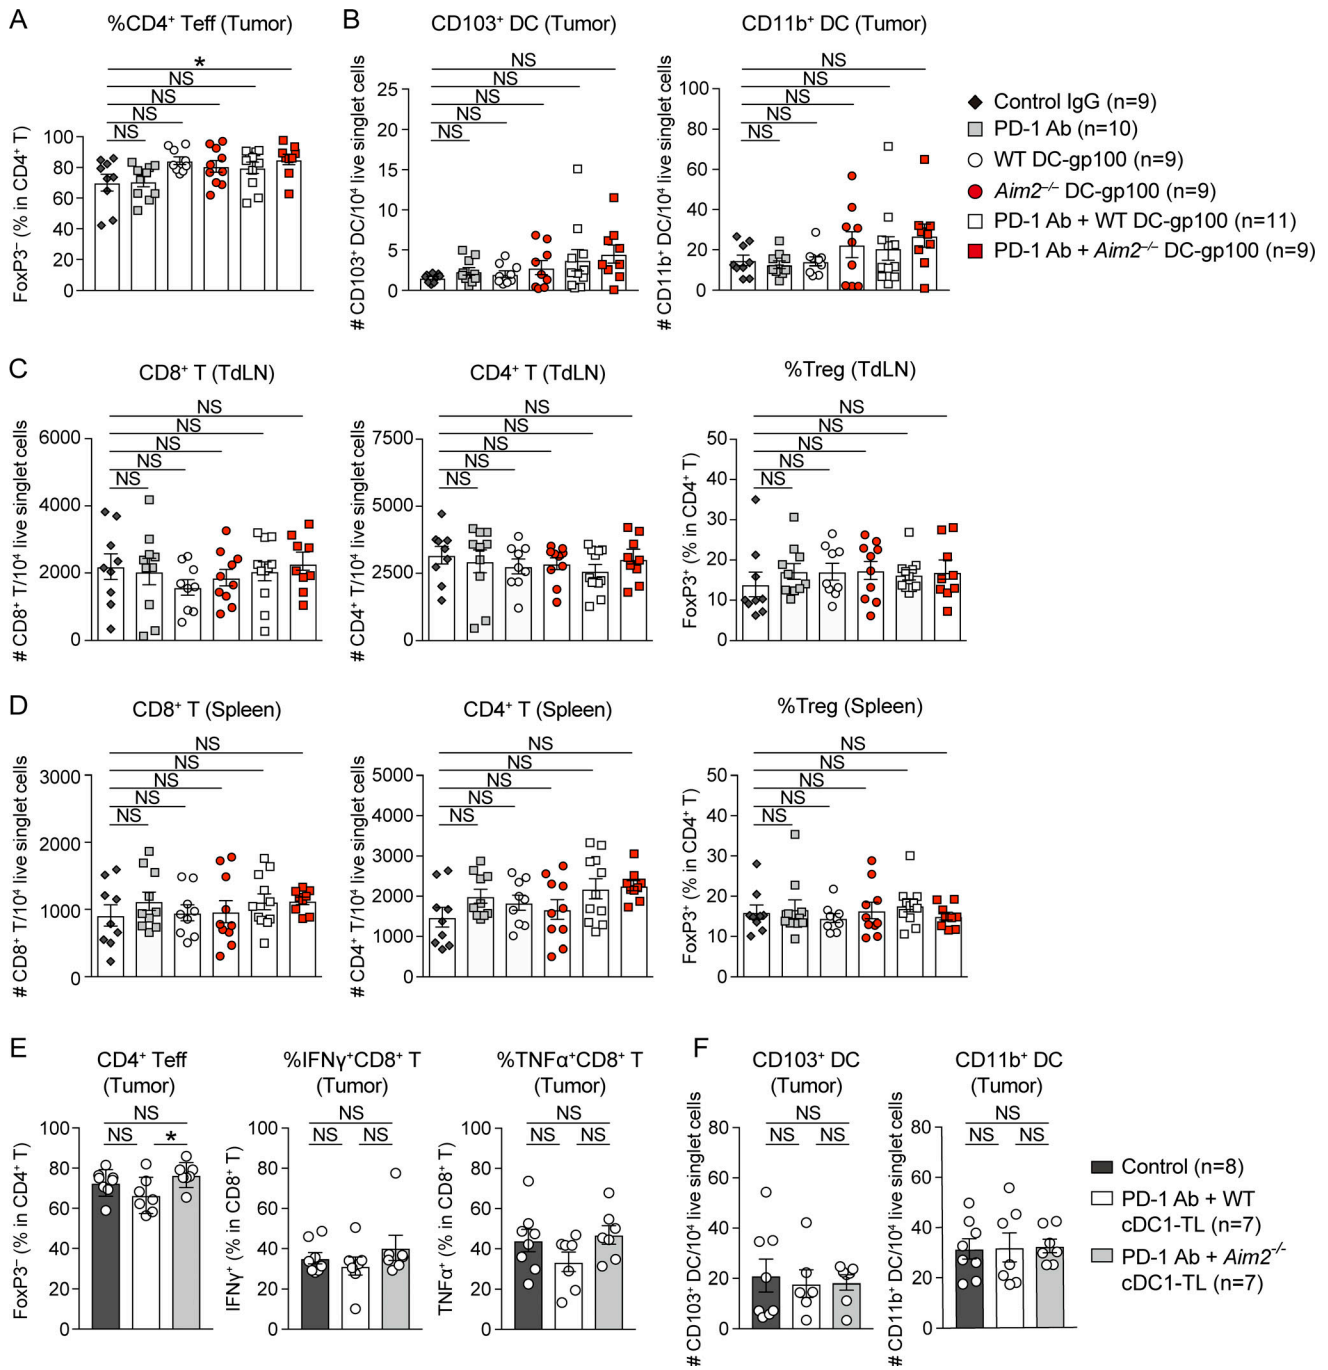 A
%CD4⁺ Teff (Tumor)
*
NS
NS
NS
NS
FoxP3⁻ (% in CD4⁺ T)
100
80
60
40
20
0
B
CD103⁺ DC (Tumor)
NS
NS
NS
NS
NS
# CD103⁺ DC/10⁴ live singlet cells
25
20
15
10
5
0
CD11b⁺ DC (Tumor)
NS
NS
NS
NS
NS
# CD11b⁺ DC/10⁴ live singlet cells
100
80
60
40
20
0
Control IgG (n=9)
PD-1 Ab (n=10)
WT DC-gp100 (n=9)
Aim2⁻/⁻ DC-gp100 (n=9)
PD-1 Ab + WT DC-gp100 (n=11)
PD-1 Ab + Aim2⁻/⁻ DC-gp100 (n=9)
C
CD8⁺ T (TdLN)
NS
NS
NS
NS
NS
# CD8⁺ T/10⁴ live singlet cells
6000
4000
2000
0
CD4⁺ T (TdLN)
NS
NS
NS
NS
NS
# CD4⁺ T/10⁴ live singlet cells
7500
5000
2500
0
%Treg (TdLN)
NS
NS
NS
NS
NS
FoxP3⁺ (% in CD4⁺ T)
50
40
30
20
10
0
D
CD8⁺ T (Spleen)
NS
NS
NS
NS
NS
# CD8⁺ T/10⁴ live singlet cells
3000
2000
1000
0
CD4⁺ T (Spleen)
NS
NS
NS
NS
NS
# CD4⁺ T/10⁴ live singlet cells
5000
4000
3000
2000
1000
0
%Treg (Spleen)
NS
NS
NS
NS
NS
FoxP3⁺ (% in CD4⁺ T)
50
40
30
20
10
0
E
CD4⁺ Teff
(Tumor)
NS
NS
*
FoxP3⁻ (% in CD4⁺ T)
100
80
60
40
20
0
%IFNγ⁺CD8⁺ T
(Tumor)
NS
NS
NS
IFNγ⁺ (% in CD8⁺ T)
100
80
60
40
20
0
%TNFα⁺CD8⁺ T
(Tumor)
NS
NS
NS
TNFα⁺ (% in CD8⁺ T)
100
80
60
40
20
0
F
CD103⁺ DC
(Tumor)
NS
NS
NS
# CD103⁺ DC/10⁴ live singlet cells
80
60
40
20
0
CD11b⁺ DC
(Tumor)
NS
NS
NS
# CD11b⁺ DC/10⁴ live singlet cells
80
60
40
20
0
Control (n=8)
PD-1 Ab + WT
cDC1-TL (n=7)
PD-1 Ab + Aim2⁻/⁻
cDC1-TL (n=7)